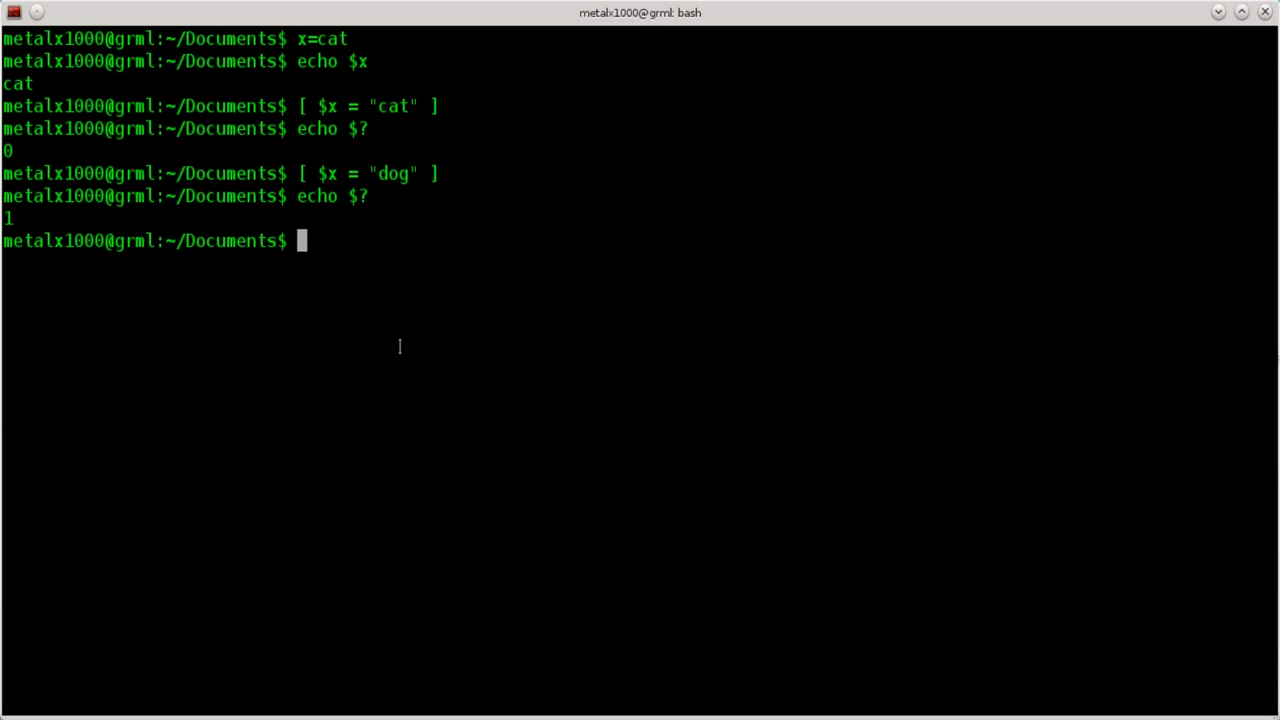 metalx1000@grml: bash
metalx1000@grml:~/Documents$ x=cat
metalx1000@grml:~/Documents$ echo $x
cat
metalx1000@grml:~/Documents$ [ $x = "cat" ]
metalx1000@grml:~/Documents$ echo $?
0
metalx1000@grml:~/Documents$ [ $x = "dog" ]
metalx1000@grml:~/Documents$ echo $?
1
metalx1000@grml:~/Documents$